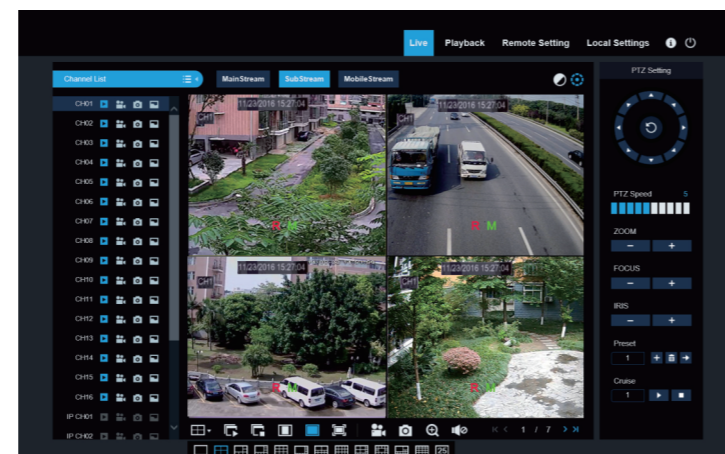 Live Playback Remote Setting Local Settings
Channel List MainStream SubStream MobileStream PTZ Setting
CH01
CH02
CH03
CH04
CH05
CH06
CH07
CH08
CH09
CH10
CH11
CH12
CH13
CH14
CH15
CH16
IP CH01
IP CH02
11/23/2016 15:27:04
CH1
R M
11/23/2016 15:27:04
CH1
R M
11/23/2016 15:27:04
CH1
R M
11/23/2016 15:27:04
CH1
R M
PTZ Speed 5
ZOOM
- +
FOCUS
- +
IRIS
- +
Preset
1
Cruise
1
1 / 7
25